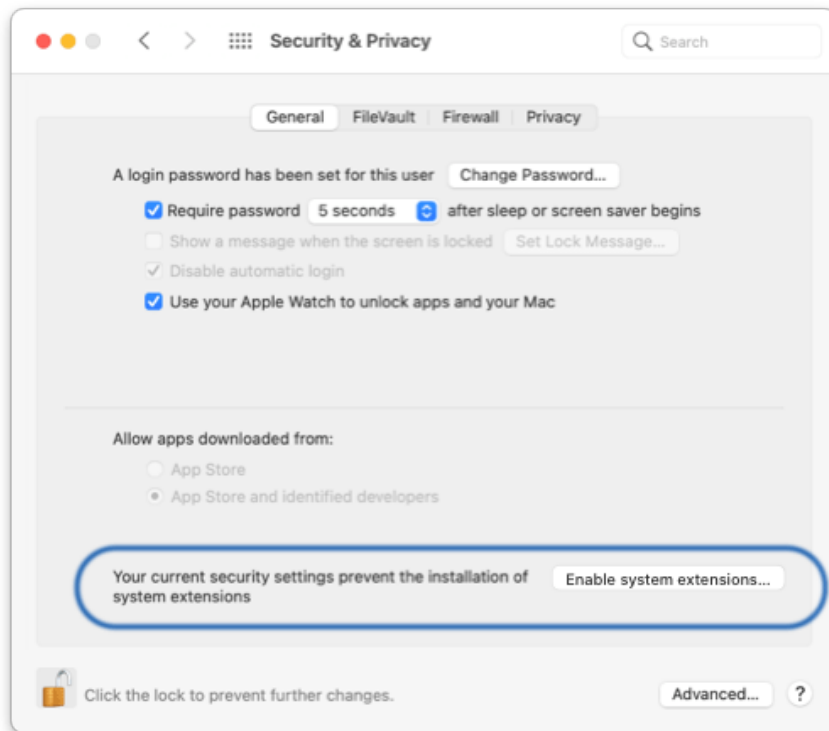 Security & Privacy
Search
General FileVault Firewall Privacy
A login password has been set for this user Change Password...
Require password 5 seconds after sleep or screen saver begins
Show a message when the screen is locked Set Lock Message...
Disable automatic login
Use your Apple Watch to unlock apps and your Mac
Allow apps downloaded from:
App Store
App Store and identified developers
Your current security settings prevent the installation of
system extensions
Enable system extensions...
Click the lock to prevent further changes.
Advanced... ?